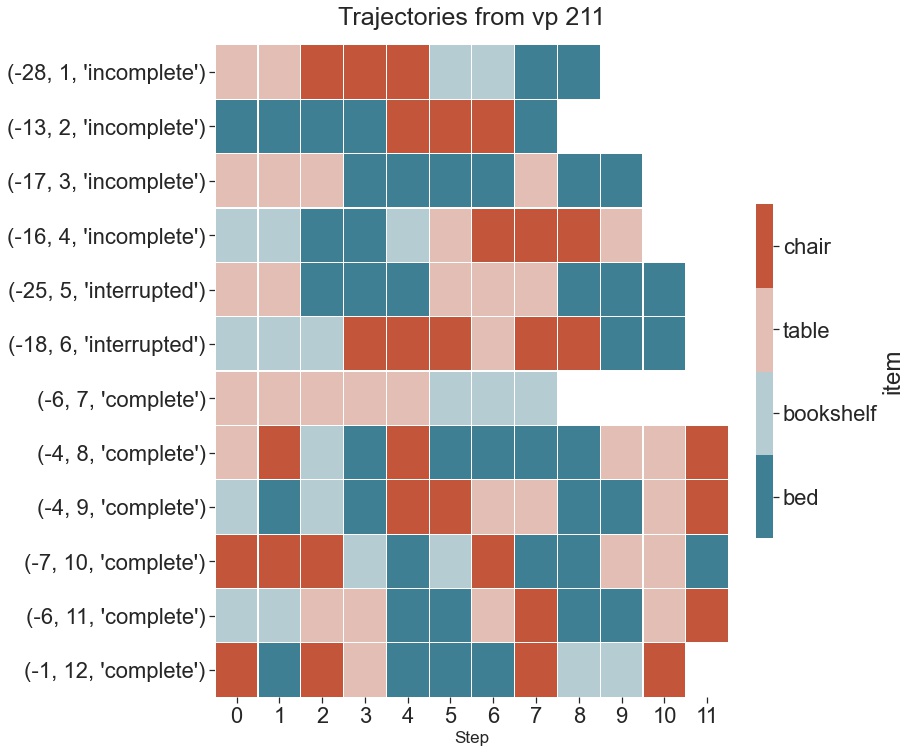 Trajectories from vp 211
(-28, 1, 'incomplete')
(-13, 2, 'incomplete')
(-17, 3, 'incomplete')
(-16, 4, 'incomplete')
(-25, 5, 'interrupted')
(-18, 6, 'interrupted')
(-6, 7, 'complete')
(-4, 8, 'complete')
(-4, 9, 'complete')
(-7, 10, 'complete')
(-6, 11, 'complete')
(-1, 12, 'complete')
0 1 2 3 4 5 6 7 8 9 10 11
Step
chair
table
bookshelf
bed
item